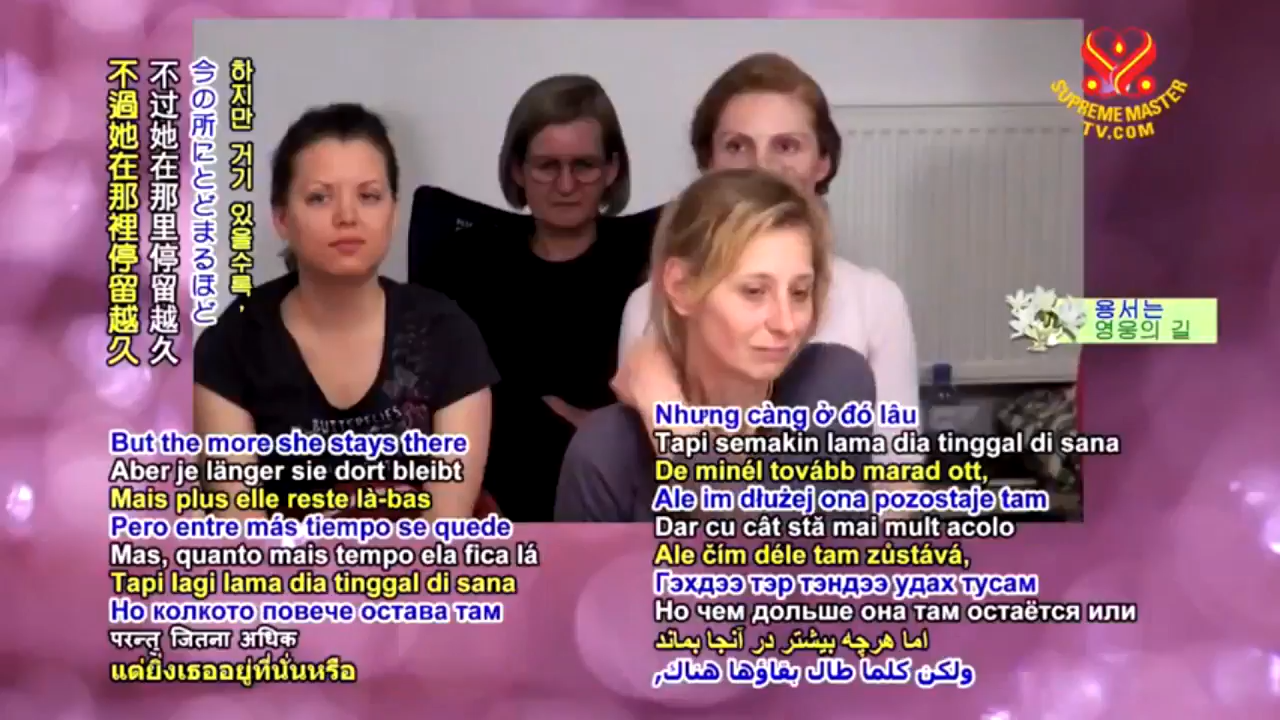 不過她在那裡停留越久
不过她在那里停留越久
今の所にとどまるほど
하지만 거기 있을수록,
SUPREME MASTER
TV.COM
용서는
영웅의 길
BUTTERFLIES
But the more she stays there
Aber je länger sie dort bleibt
Mais plus elle reste là-bas
Pero entre más tiempo se quede
Mas, quanto mais tempo ela fica lá
Tapi lagi lama dia tinggal di sana
Но колкото повече остава там
परन्तु जितना अधिक
แต่ยิ่งเธออยู่ที่นั่นหรือ
Nhưng càng ở đó lâu
Tapi semakin lama dia tinggal di sana
De minél tovább marad ott,
Ale im dłużej ona pozostaje tam
Dar cu cât stă mai mult acolo
Ale čím déle tam zůstává,
Гэхдээ тэр тэндээ удах тусам
Но чем дольше она там остаётся или
اما هرچه بیشتر در آنجا بماند
ولكن كلما طال بقاؤها هناك,